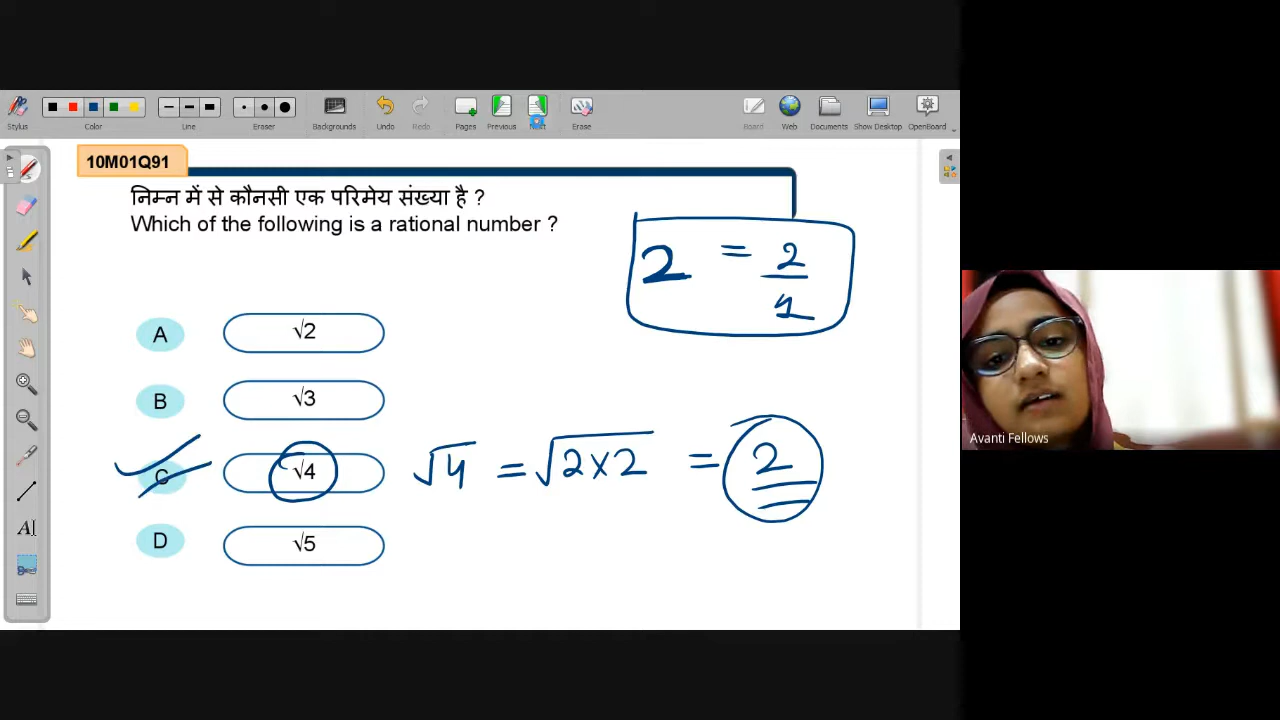 Stylus
Color
Line
Eraser
Backgrounds
Undo
Redo
Pages
Previous
Next
Erase
Board
Web
Documents
Show Desktop
OpenBoard
10M01Q91
निम्न में से कौनसी एक परिमेय संख्या है ?
Which of the following is a rational number ?
2 = 2/1
A √2
B √3
C √4 √4 = √2×2 = 2
D √5
Avanti Fellows